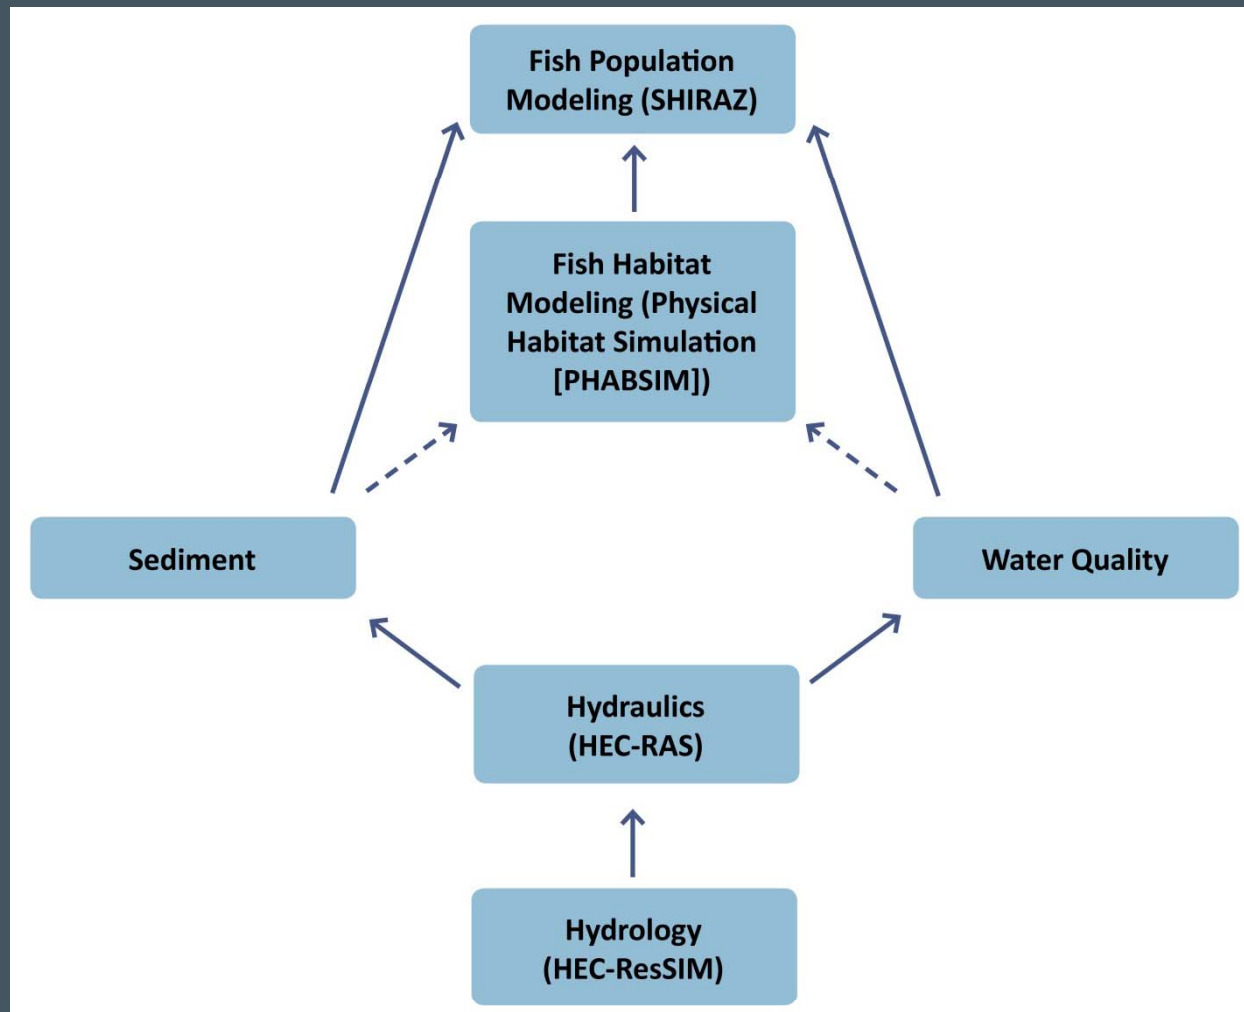 Fish Population
Modeling (SHIRAZ)
Fish Habitat
Modeling (Physical
Habitat Simulation
[PHABSIM])
Sediment
Water Quality
Hydraulics
(HEC-RAS)
Hydrology
(HEC-ResSIM)